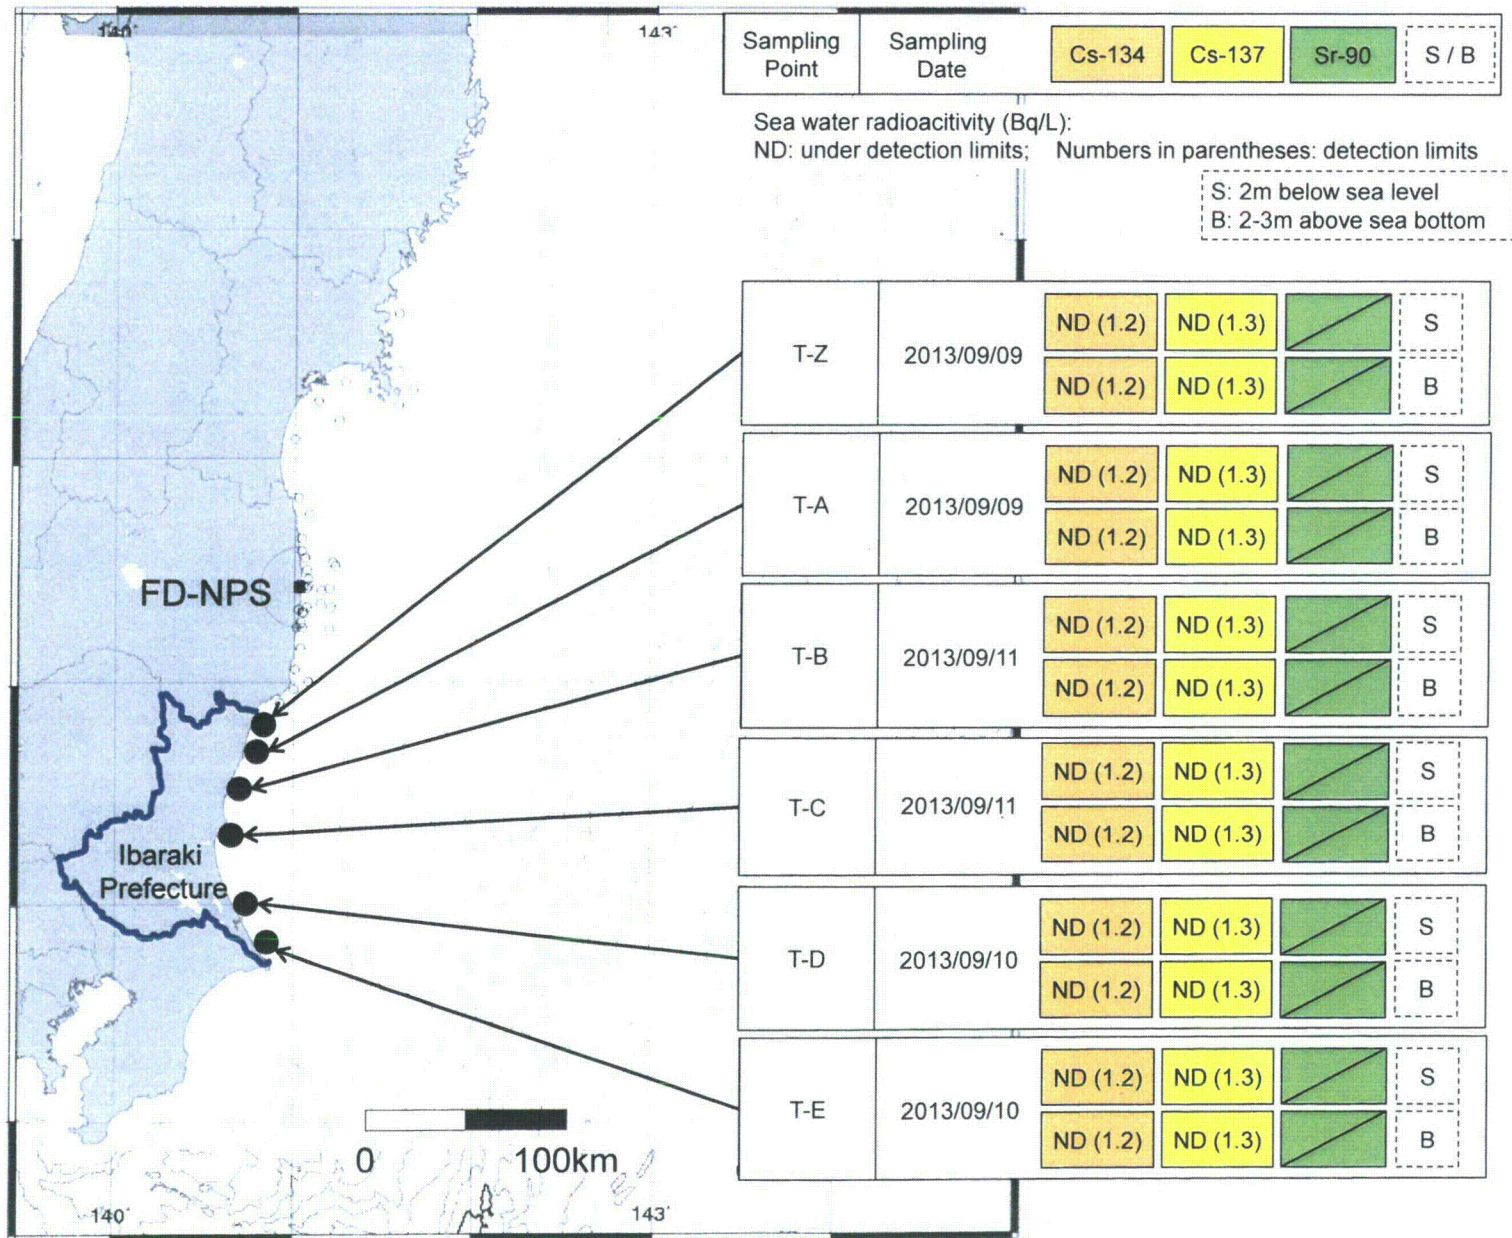 140°
143°
Sampling Point
Sampling Date
Cs-134
Cs-137
Sr-90
S / B
Sea water radioacitivity (Bq/L):
ND: under detection limits; Numbers in parentheses: detection limits
S: 2m below sea level
B: 2-3m above sea bottom
T-Z 2013/09/09
ND (1.2) ND (1.3) S
ND (1.2) ND (1.3) B
T-A 2013/09/09
ND (1.2) ND (1.3) S
ND (1.2) ND (1.3) B
FD-NPS
T-B 2013/09/11
ND (1.2) ND (1.3) S
ND (1.2) ND (1.3) B
T-C 2013/09/11
ND (1.2) ND (1.3) S
ND (1.2) ND (1.3) B
Ibaraki
Prefecture
T-D 2013/09/10
ND (1.2) ND (1.3) S
ND (1.2) ND (1.3) B
T-E 2013/09/10
ND (1.2) ND (1.3) S
ND (1.2) ND (1.3) B
0 100km
140°
143°